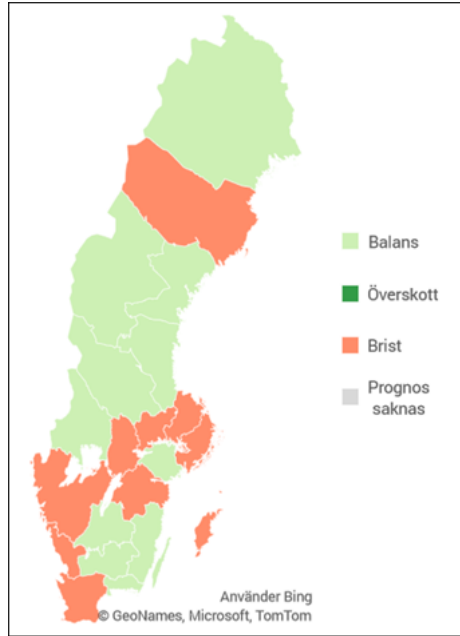 Balans
Överskott
Brist
Prognos
saknas
Använder Bing
© GeoNames, Microsoft, TomTom